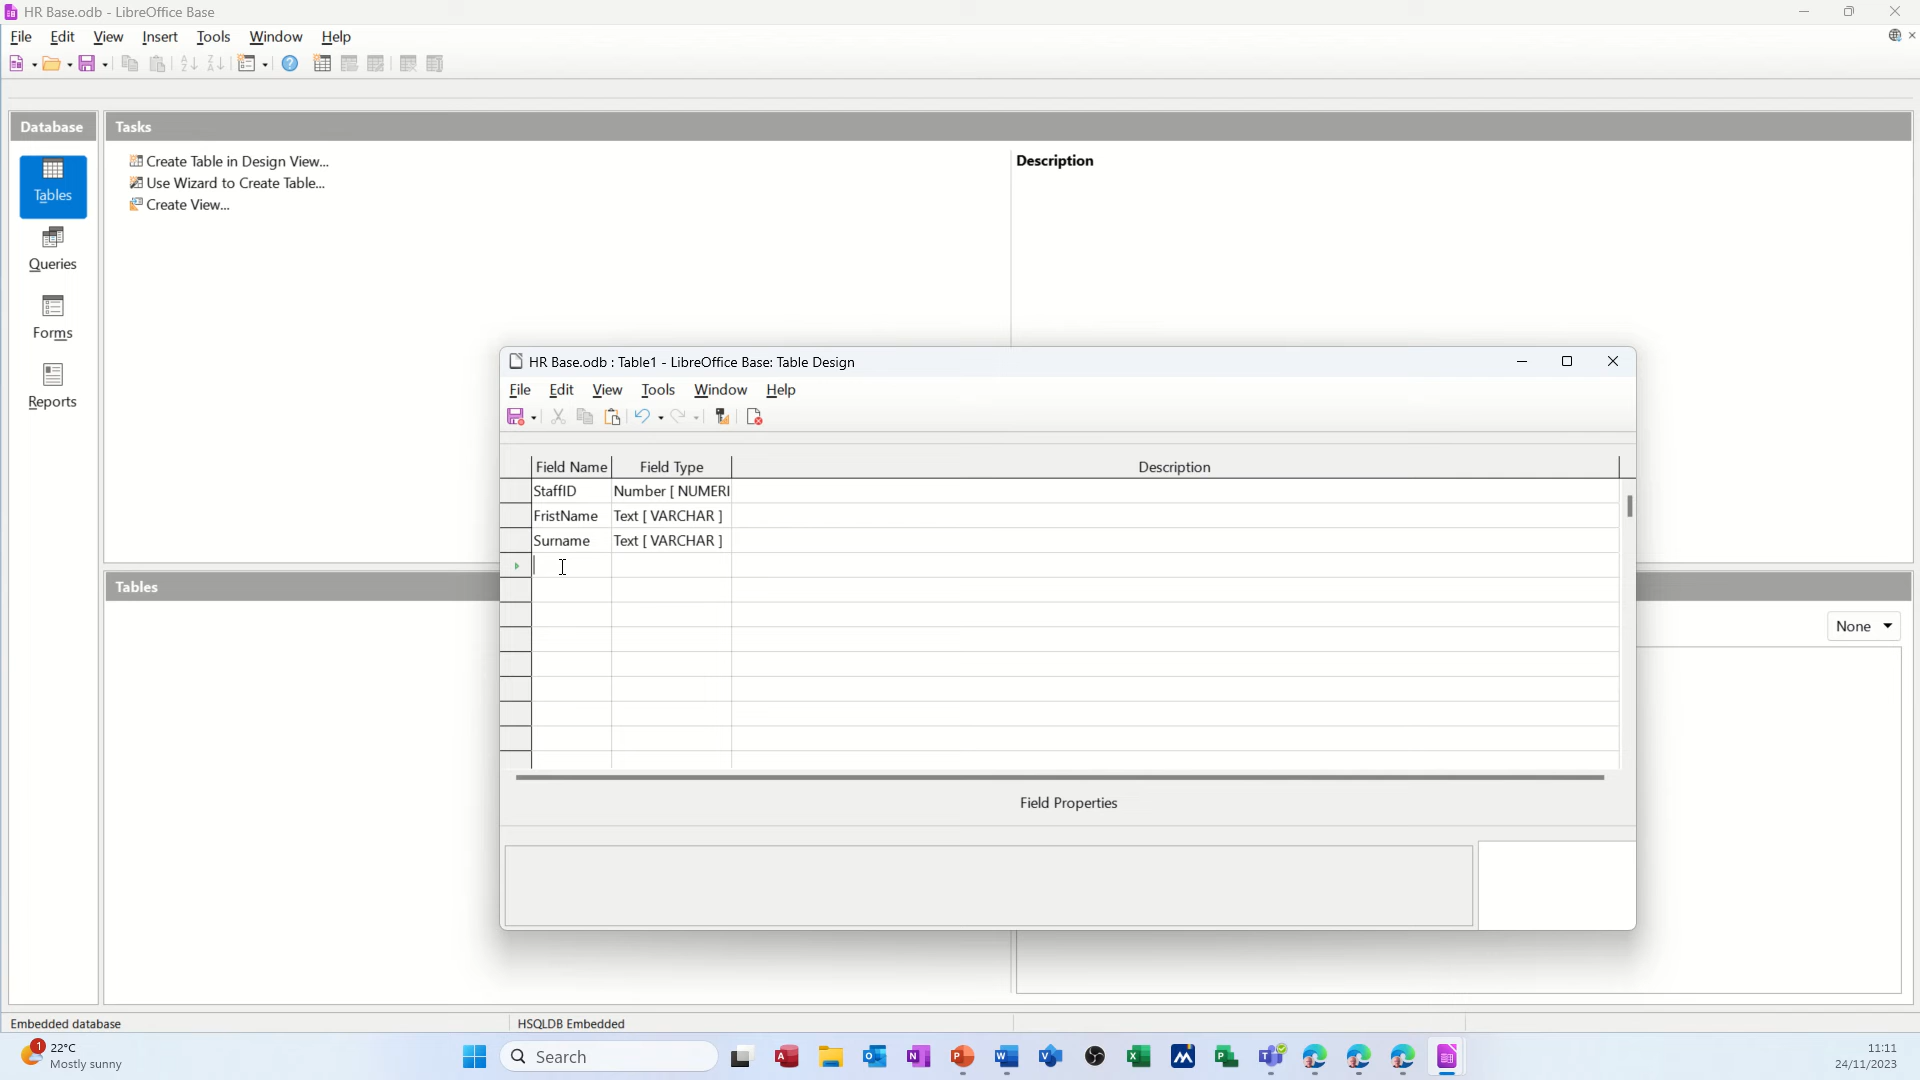 HR Base.odb - LibreOffice Base
File Edit View Insert Tools Window Help
Database
Tasks
Tables
Queries
Forms
Reports
Create Table in Design View...
Use Wizard to Create Table...
Create View...
Description
Tables
None
HR Base.odb : Table1 - LibreOffice Base: Table Design
File Edit View Tools Window Help
Field Name Field Type Description
StaffID Number [ NUMERI
FristName Text [ VARCHAR ]
Surname Text [ VARCHAR ]
Field Properties
Embedded database HSQLDB Embedded
1 22°C
Mostly sunny
Search
11:11
24/11/2023